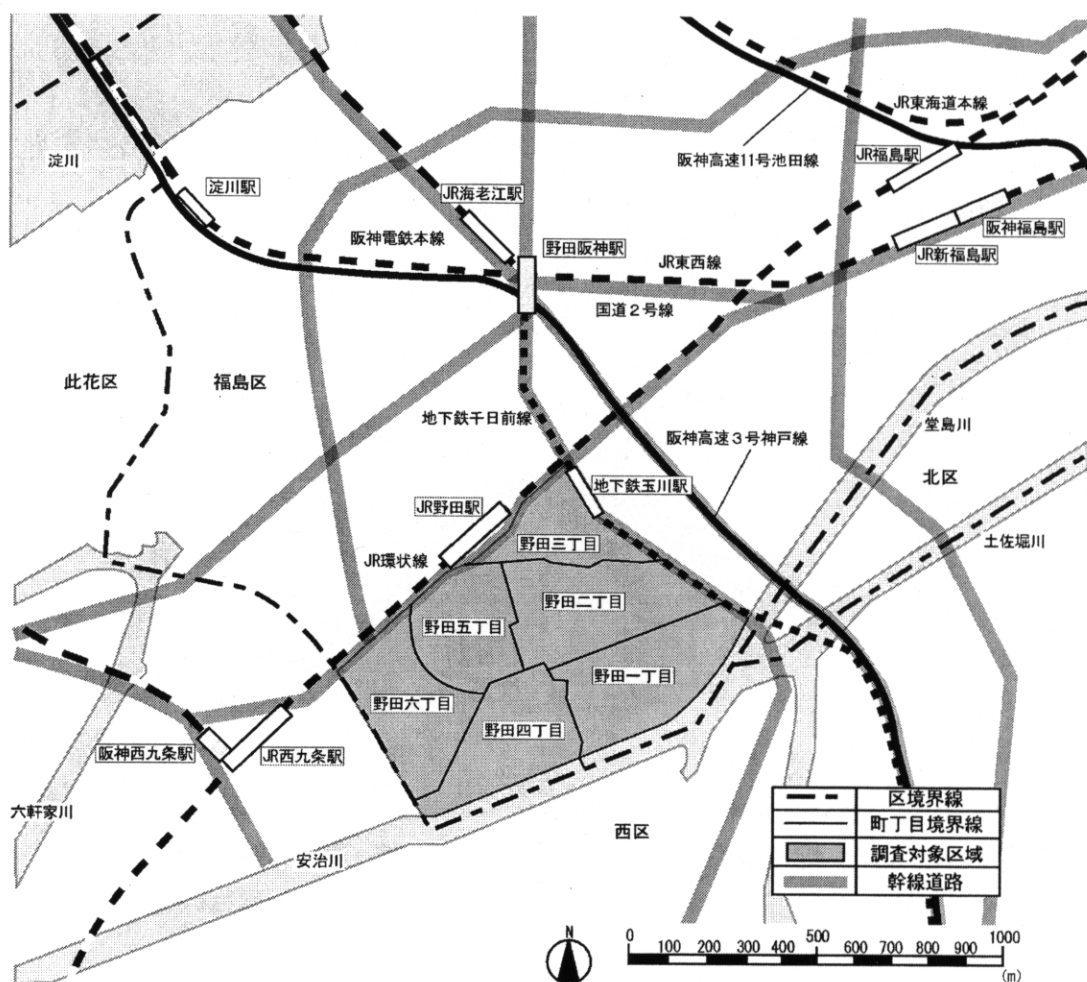 JR東海道本線
阪神高速11号池田線
JR福島駅
淀川
淀川駅
JR海老江駅
阪神福島駅
阪神電鉄本線
野田阪神駅
JR東西線
JR新福島駅
国道2号線
此花区
福島区
地下鉄千日前線
阪神高速3号神戸線
堂島川
北区
地下鉄玉川駅
JR野田駅
土佐堀川
野田三丁目
JR環状線
野田二丁目
野田五丁目
野田一丁目
野田六丁目
野田四丁目
阪神西九条駅
JR西九条駅
六軒家川
西区
安治川
区境界線
町丁目境界線
調査対象区域
幹線道路
N
0 100 200 300 400 500 600 700 800 900 1000
(m)